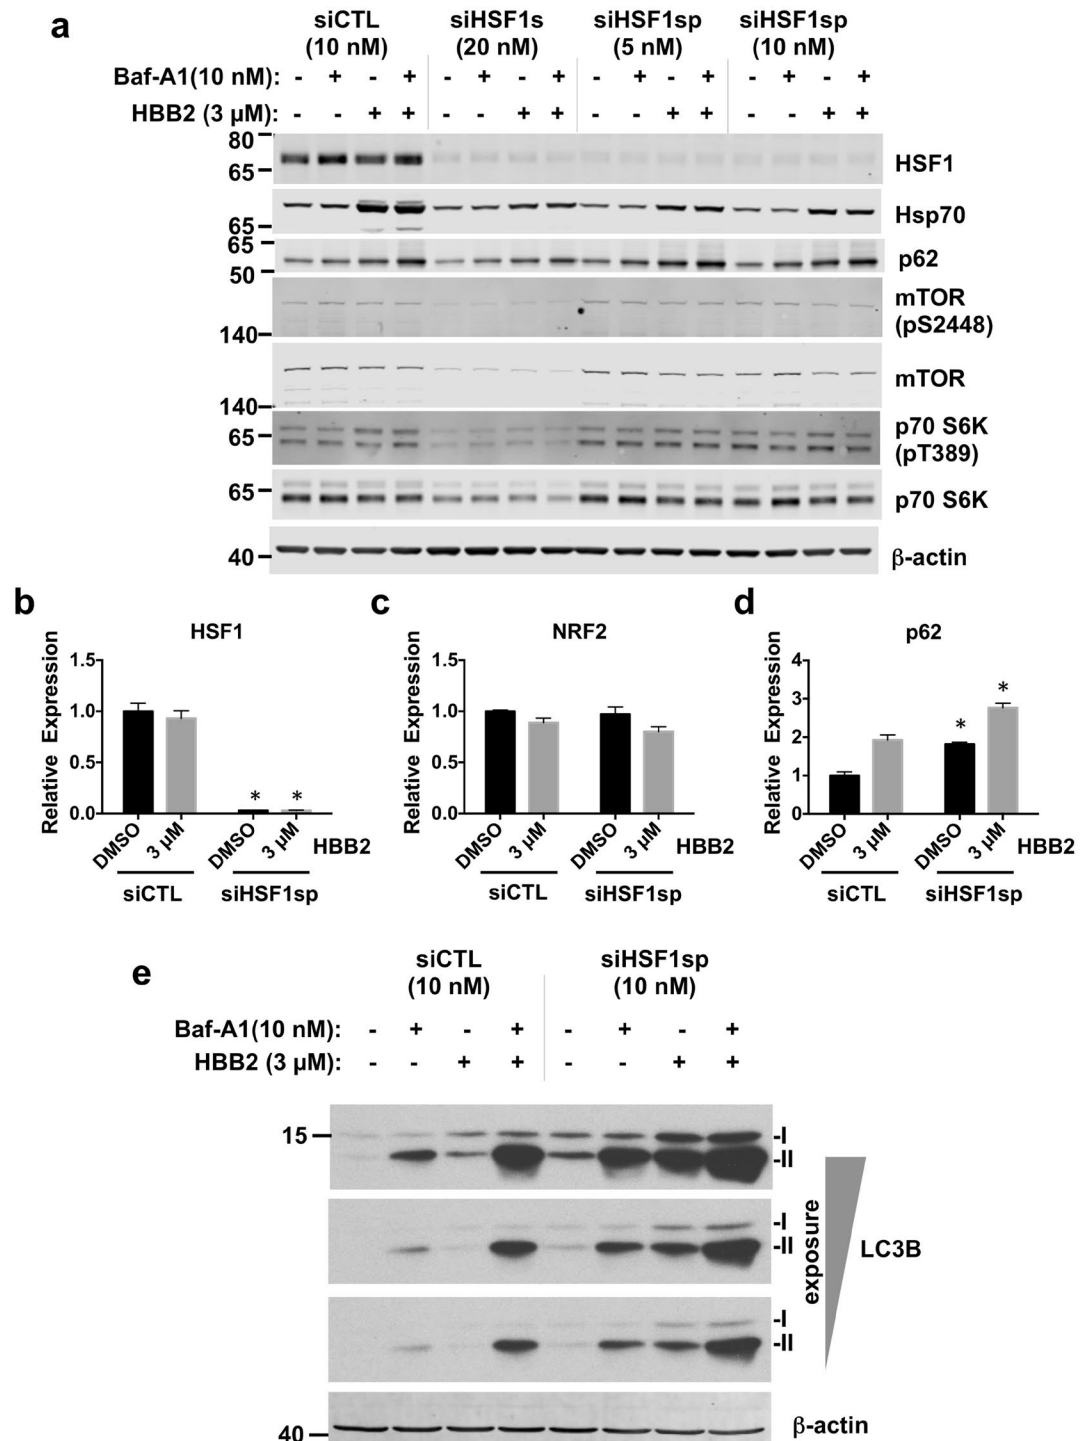 a
siCTL siHSF1s siHSF1sp siHSF1sp
(10 nM) (20 nM) (5 nM) (10 nM)
Baf-A1(10 nM): - + - + - + - + - + - + - + - +
HBB2 (3 µM): - - + + - - + + - - + + - - + +
80
65
HSF1
65
Hsp70
65
50
p62
140
mTOR
(pS2448)
140
mTOR
65
p70 S6K
(pT389)
65
p70 S6K
40
β-actin
b
HSF1
Relative Expression
1.5
1.0
0.5
0.0
* *
DMSO 3 µM DMSO 3 µM HBB2
siCTL siHSF1sp
c
NRF2
Relative Expression
1.5
1.0
0.5
0.0
DMSO 3 µM DMSO 3 µM HBB2
siCTL siHSF1sp
d
p62
Relative Expression
4
3
2
1
0
* *
DMSO 3 µM DMSO 3 µM HBB2
siCTL siHSF1sp
e
siCTL siHSF1sp
(10 nM) (10 nM)
Baf-A1(10 nM): - + - + - + - +
HBB2 (3 µM): - - + + - - + +
15
-I
-II
-I
-II
-I
-II
exposure
LC3B
40
β-actin